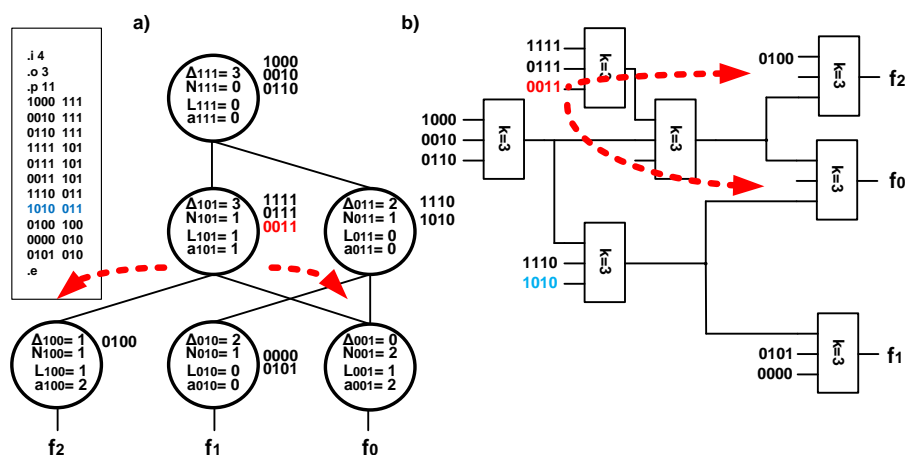 a)
.i 4
.o 3
.p 11
1000 111
0010 111
0110 111
1111 101
0111 101
0011 101
1110 011
1010 011
0100 100
0000 010
0101 010
.e
Δ111= 3
N111= 0
L111= 0
a111= 0
1000
0010
0110
Δ101= 3
N101= 1
L101= 1
a101= 1
1111
0111
0011
Δ011= 2
N011= 1
L011= 0
a011= 0
1110
1010
Δ100= 1
N100= 1
L100= 1
a100= 2
0100
Δ010= 2
N010= 1
L010= 0
a010= 0
0000
0101
Δ001= 0
N001= 2
L001= 1
a001= 2
f2
f1
f0
b)
1111
0111
0011
k=3
1000
0010
0110
k=3
k=3
0100
k=3
f2
k=3
f0
1110
1010
k=3
0101
0000
k=3
f1